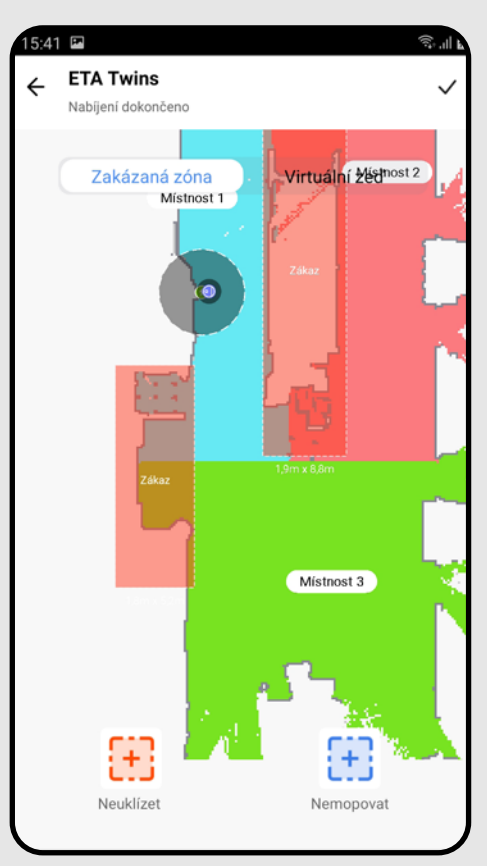 15:41
ETA Twins
Nabíjení dokončeno
Zakázaná zóna
Virtuální zeď
Místnost 2
Místnost 1
Zákaz
1,9m x 8,8m
Zákaz
Místnost 3
Neuklízet
Nemopovat